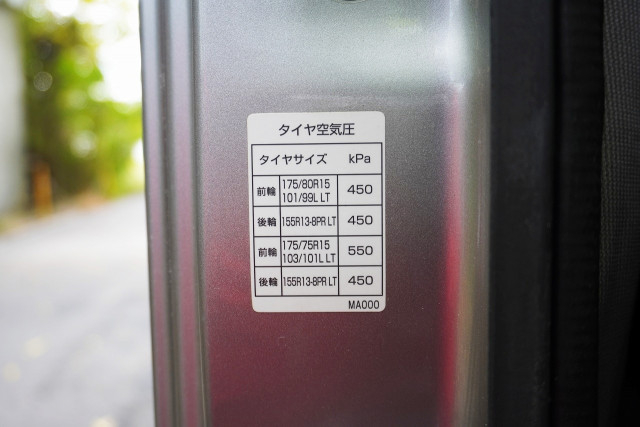 タイヤ空気圧
タイヤサイズ kPa
前輪 175/80R15 101/99L LT 450
後輪 155R13-8PR LT 450
前輪 175/75R15 103/101L LT 550
後輪 155R13-8PR LT 450
MA000